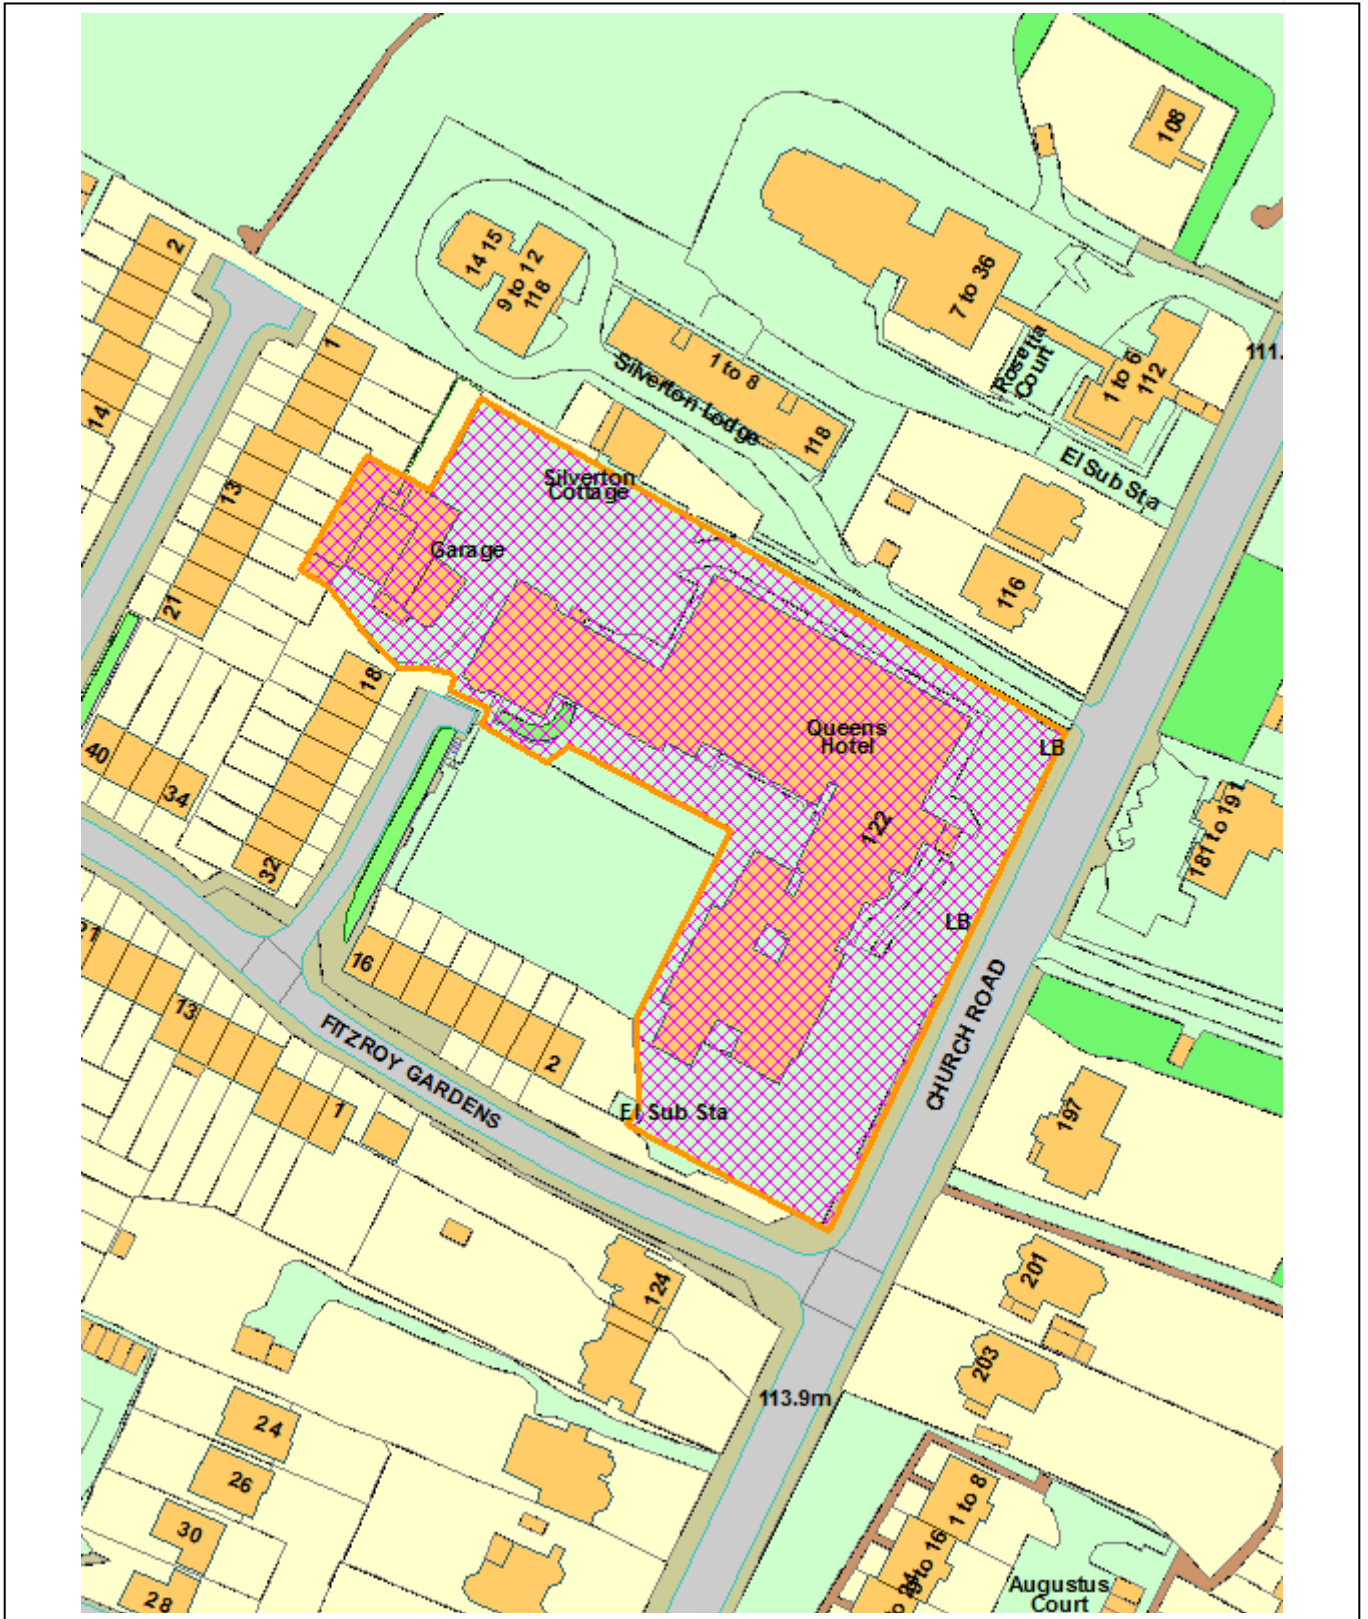 108
2
14 15
9 to 12
118
7 to 36
1
1 to 8
Silverton Lodge
118
Rosetta
Court
1 to 6
112
111.
14
El Sub Sta
13
Silverton
Cottage
Garage
116
21
18
Queens
Hotel
LB
40
34
122
181 to 191
32
LB
16
13
2
FITZROY GARDENS
CHURCH ROAD
1
El Sub Sta
197
201
124
203
113.9m
24
26
1 to 8
30
28
Augustus
Court